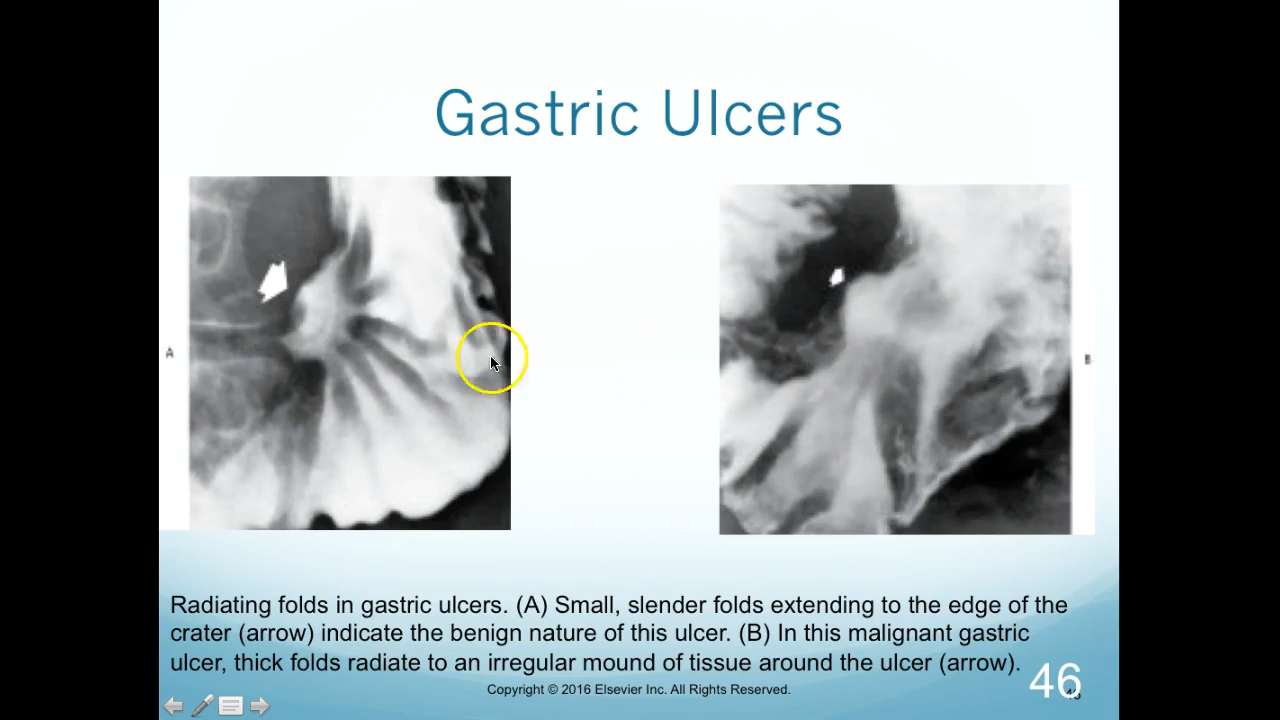 Gastric Ulcers
A
B
Radiating folds in gastric ulcers. (A) Small, slender folds extending to the edge of the
crater (arrow) indicate the benign nature of this ulcer. (B) In this malignant gastric
ulcer, thick folds radiate to an irregular mound of tissue around the ulcer (arrow).
Copyright © 2016 Elsevier Inc. All Rights Reserved.
46